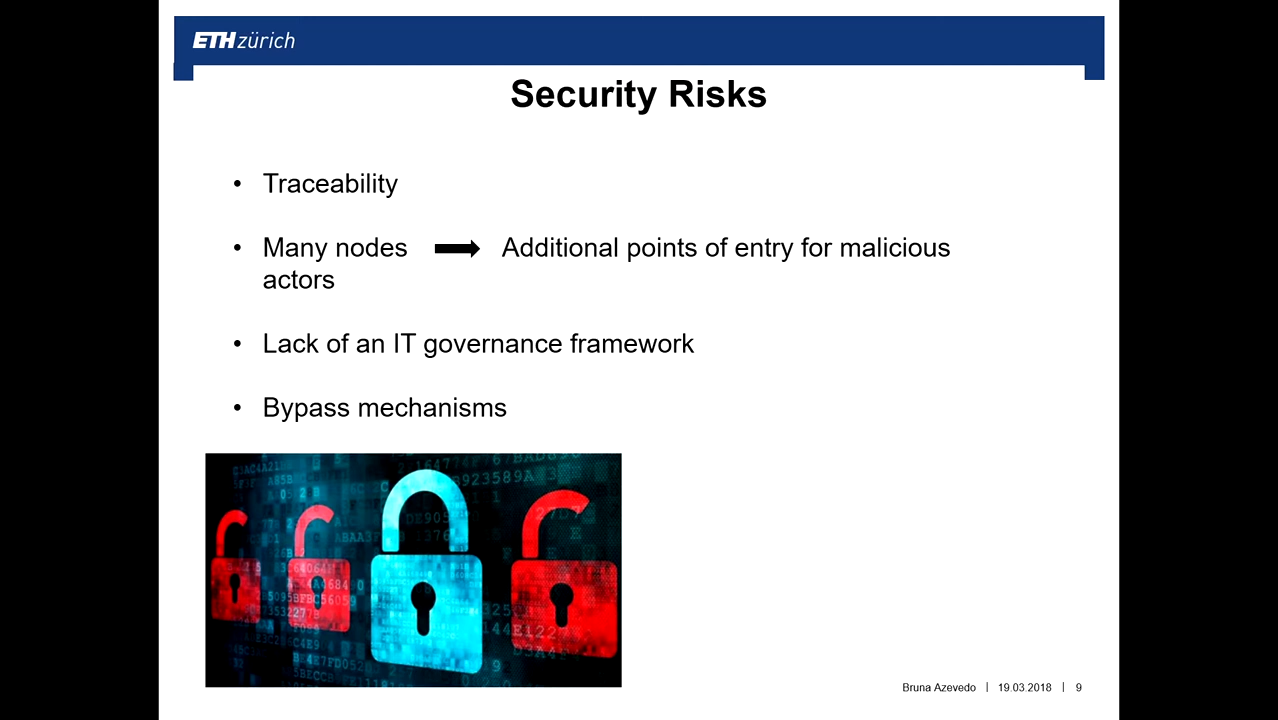 ETH zürich
Security Risks
• Traceability
• Many nodes Additional points of entry for malicious
actors
• Lack of an IT governance framework
• Bypass mechanisms
Bruna Azevedo | 19.03.2018 | 9